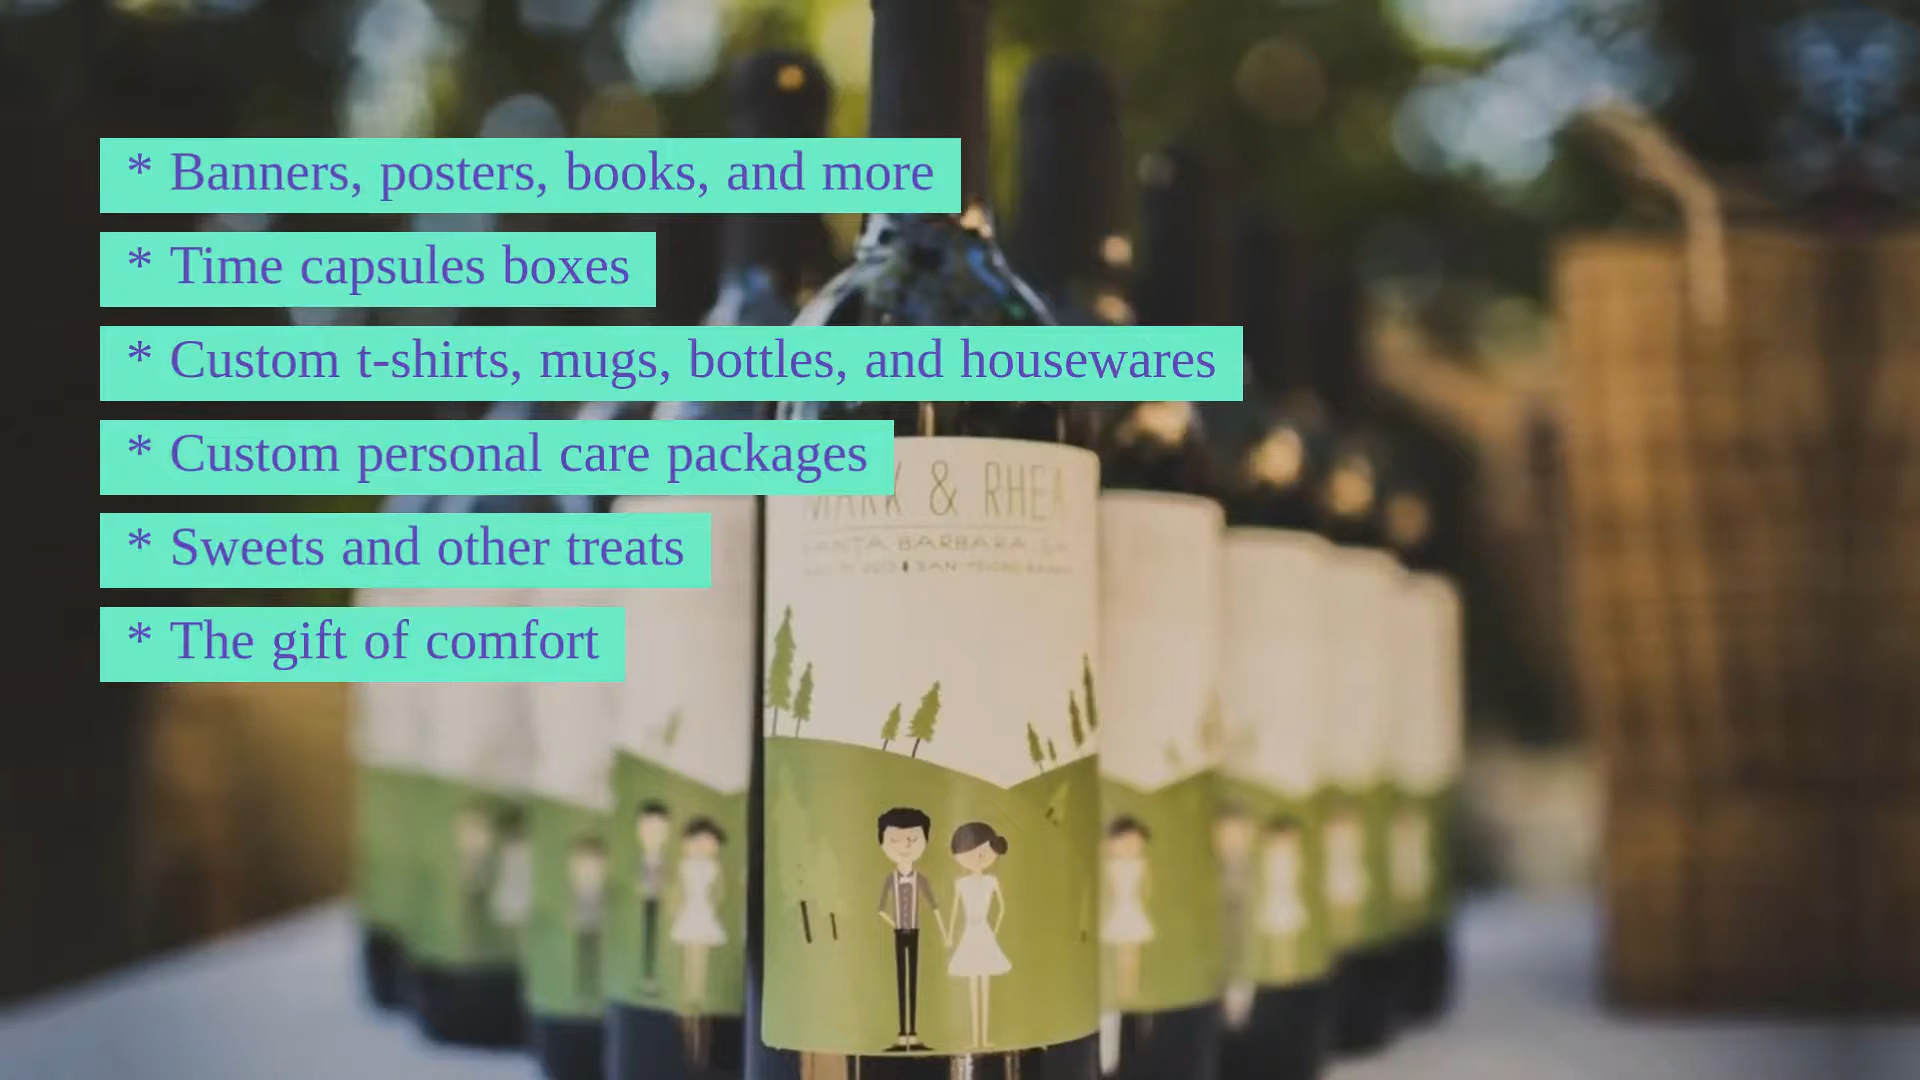 * Banners, posters, books, and more
* Time capsules boxes
* Custom t-shirts, mugs, bottles, and housewares
* Custom personal care packages
MARK & RHEA
SANTA BARBARA
* Sweets and other treats
* The gift of comfort